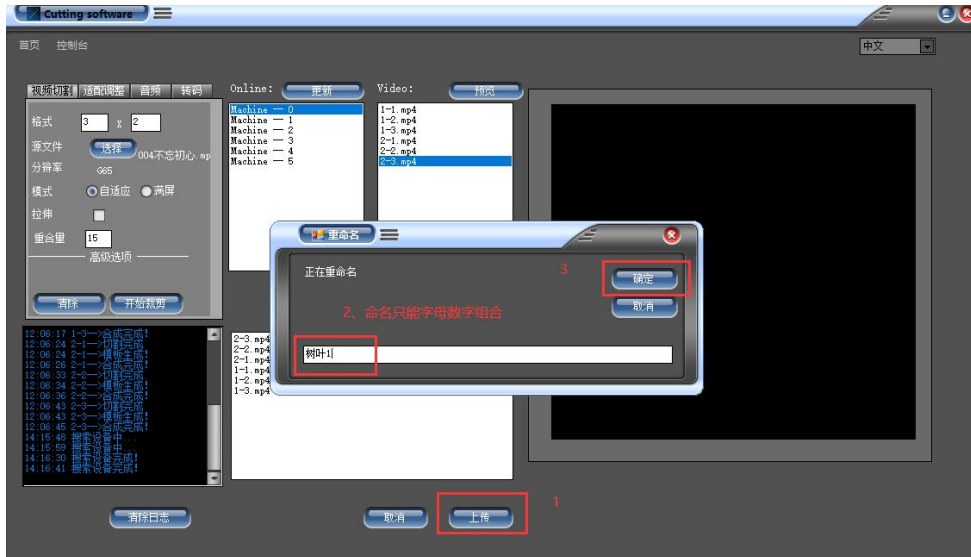 Cutting software
首页 控制台
中文
视频切割 适配调整 音频 转码
格式 3 x 2
源文件 选择 004不忘初心.mp
分辨率 G65
模式 自适应 满屏
拉伸
重合量 15
高级选项
清除 开始裁剪
Online: 更新
Machine — 0
Machine — 1
Machine — 2
Machine — 3
Machine — 4
Machine — 5
Video: 预览
1-1.mp4
1-2.mp4
1-3.mp4
2-1.mp4
2-2.mp4
2-3.mp4
重命名
正在重命名
3
确定
取消
2、命名只能字母数字组合
树叶1
12:06:17 1-3—>合成完成!
12:06:24 2-1—>切割完成
12:06:24 2-1—>模板生成!
12:06:26 2-1—>合成完成!
12:06:33 2-2—>切割完成
12:06:34 2-2—>模板生成!
12:06:36 2-2—>合成完成!
12:06:43 2-3—>切割完成
12:06:43 2-3—>模板生成!
12:06:45 2-3—>合成完成!
14:15:48 搜索设备中...
14:15:59 搜索设备中...
14:16:30 搜索设备完成!
14:16:41 搜索设备完成!
2-3.mp4
2-2.mp4
2-1.mp4
1-1.mp4
1-2.mp4
1-3.mp4
清除日志
取消 上传
1